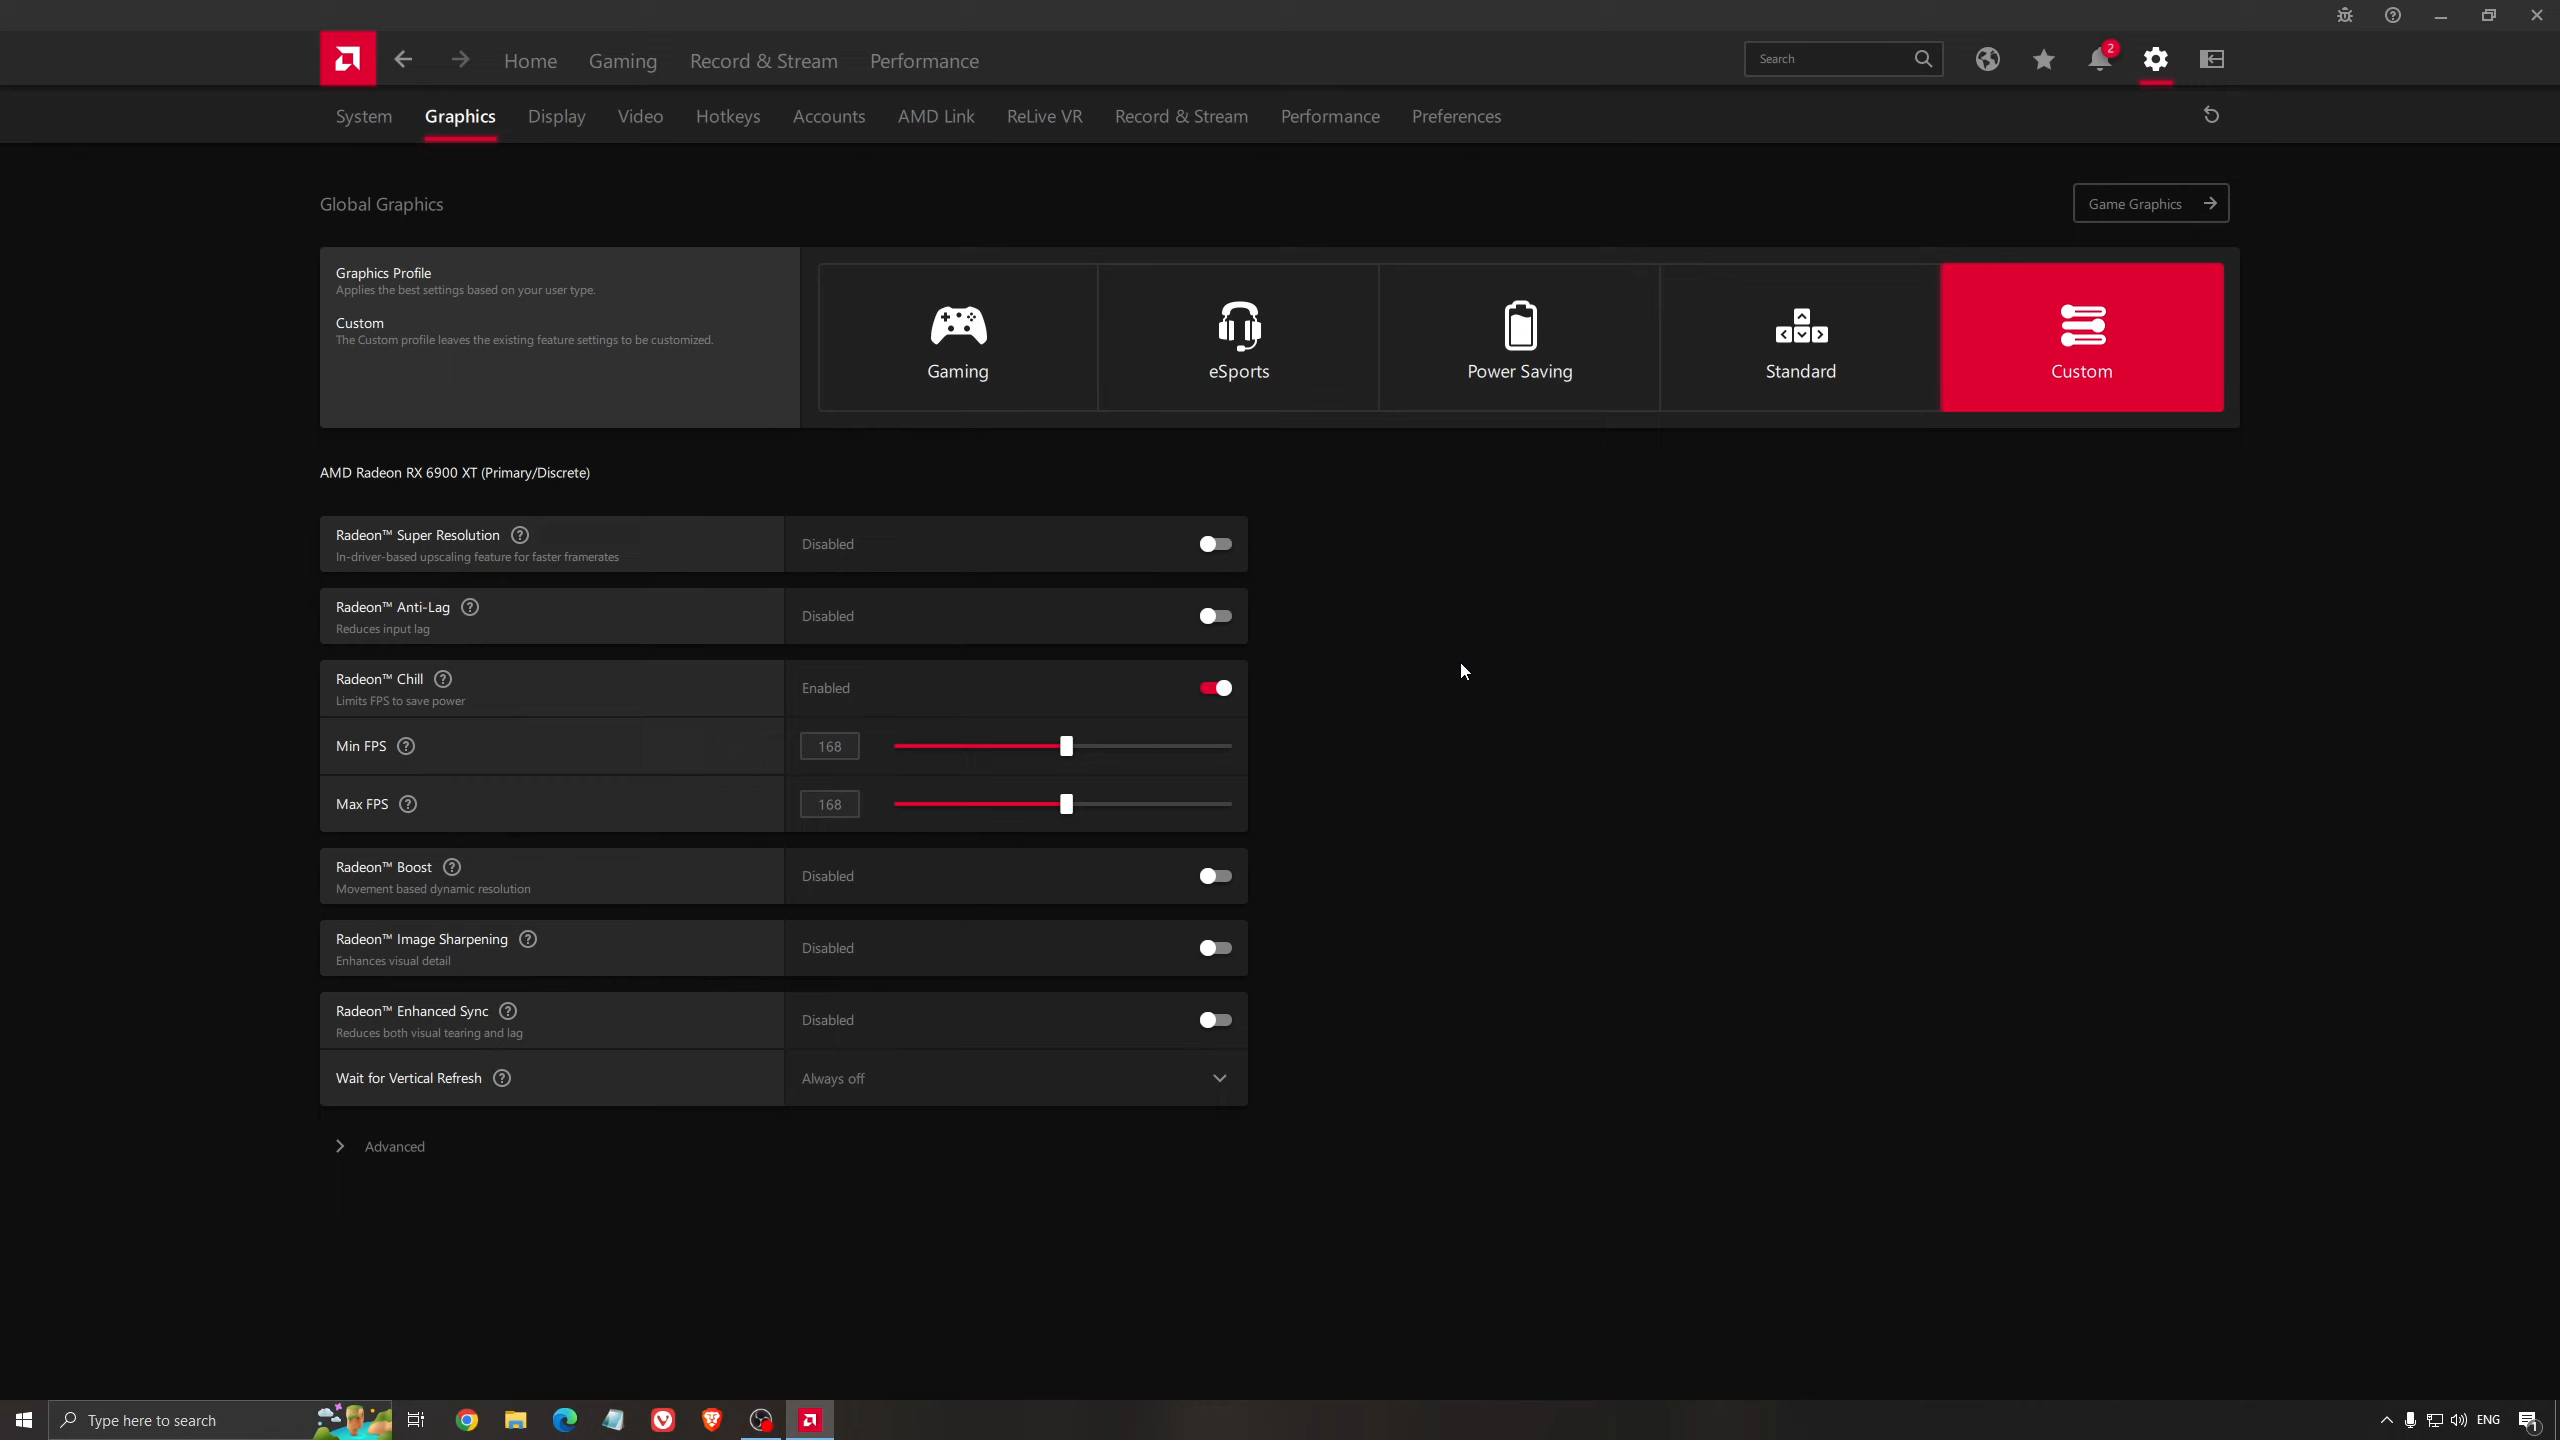 Home Gaming Record & Stream Performance Search 2
System Graphics Display Video Hotkeys Accounts AMD Link ReLive VR Record & Stream Performance Preferences
Global Graphics
Game Graphics
Graphics Profile
Applies the best settings based on your user type.
Custom
The Custom profile leaves the existing feature settings to be customized.
Gaming eSports Power Saving Standard Custom
AMD Radeon RX 6900 XT (Primary/Discrete)
Radeon™ Super Resolution ?
In-driver-based upscaling feature for faster framerates
Disabled
Radeon™ Anti-Lag ?
Reduces input lag
Disabled
Radeon™ Chill ?
Limits FPS to save power
Enabled
Min FPS ? 168
Max FPS ? 168
Radeon™ Boost ?
Movement based dynamic resolution
Disabled
Radeon™ Image Sharpening ?
Enhances visual detail
Disabled
Radeon™ Enhanced Sync ?
Reduces both visual tearing and lag
Disabled
Wait for Vertical Refresh ? Always off
Advanced
Type here to search ENG 1